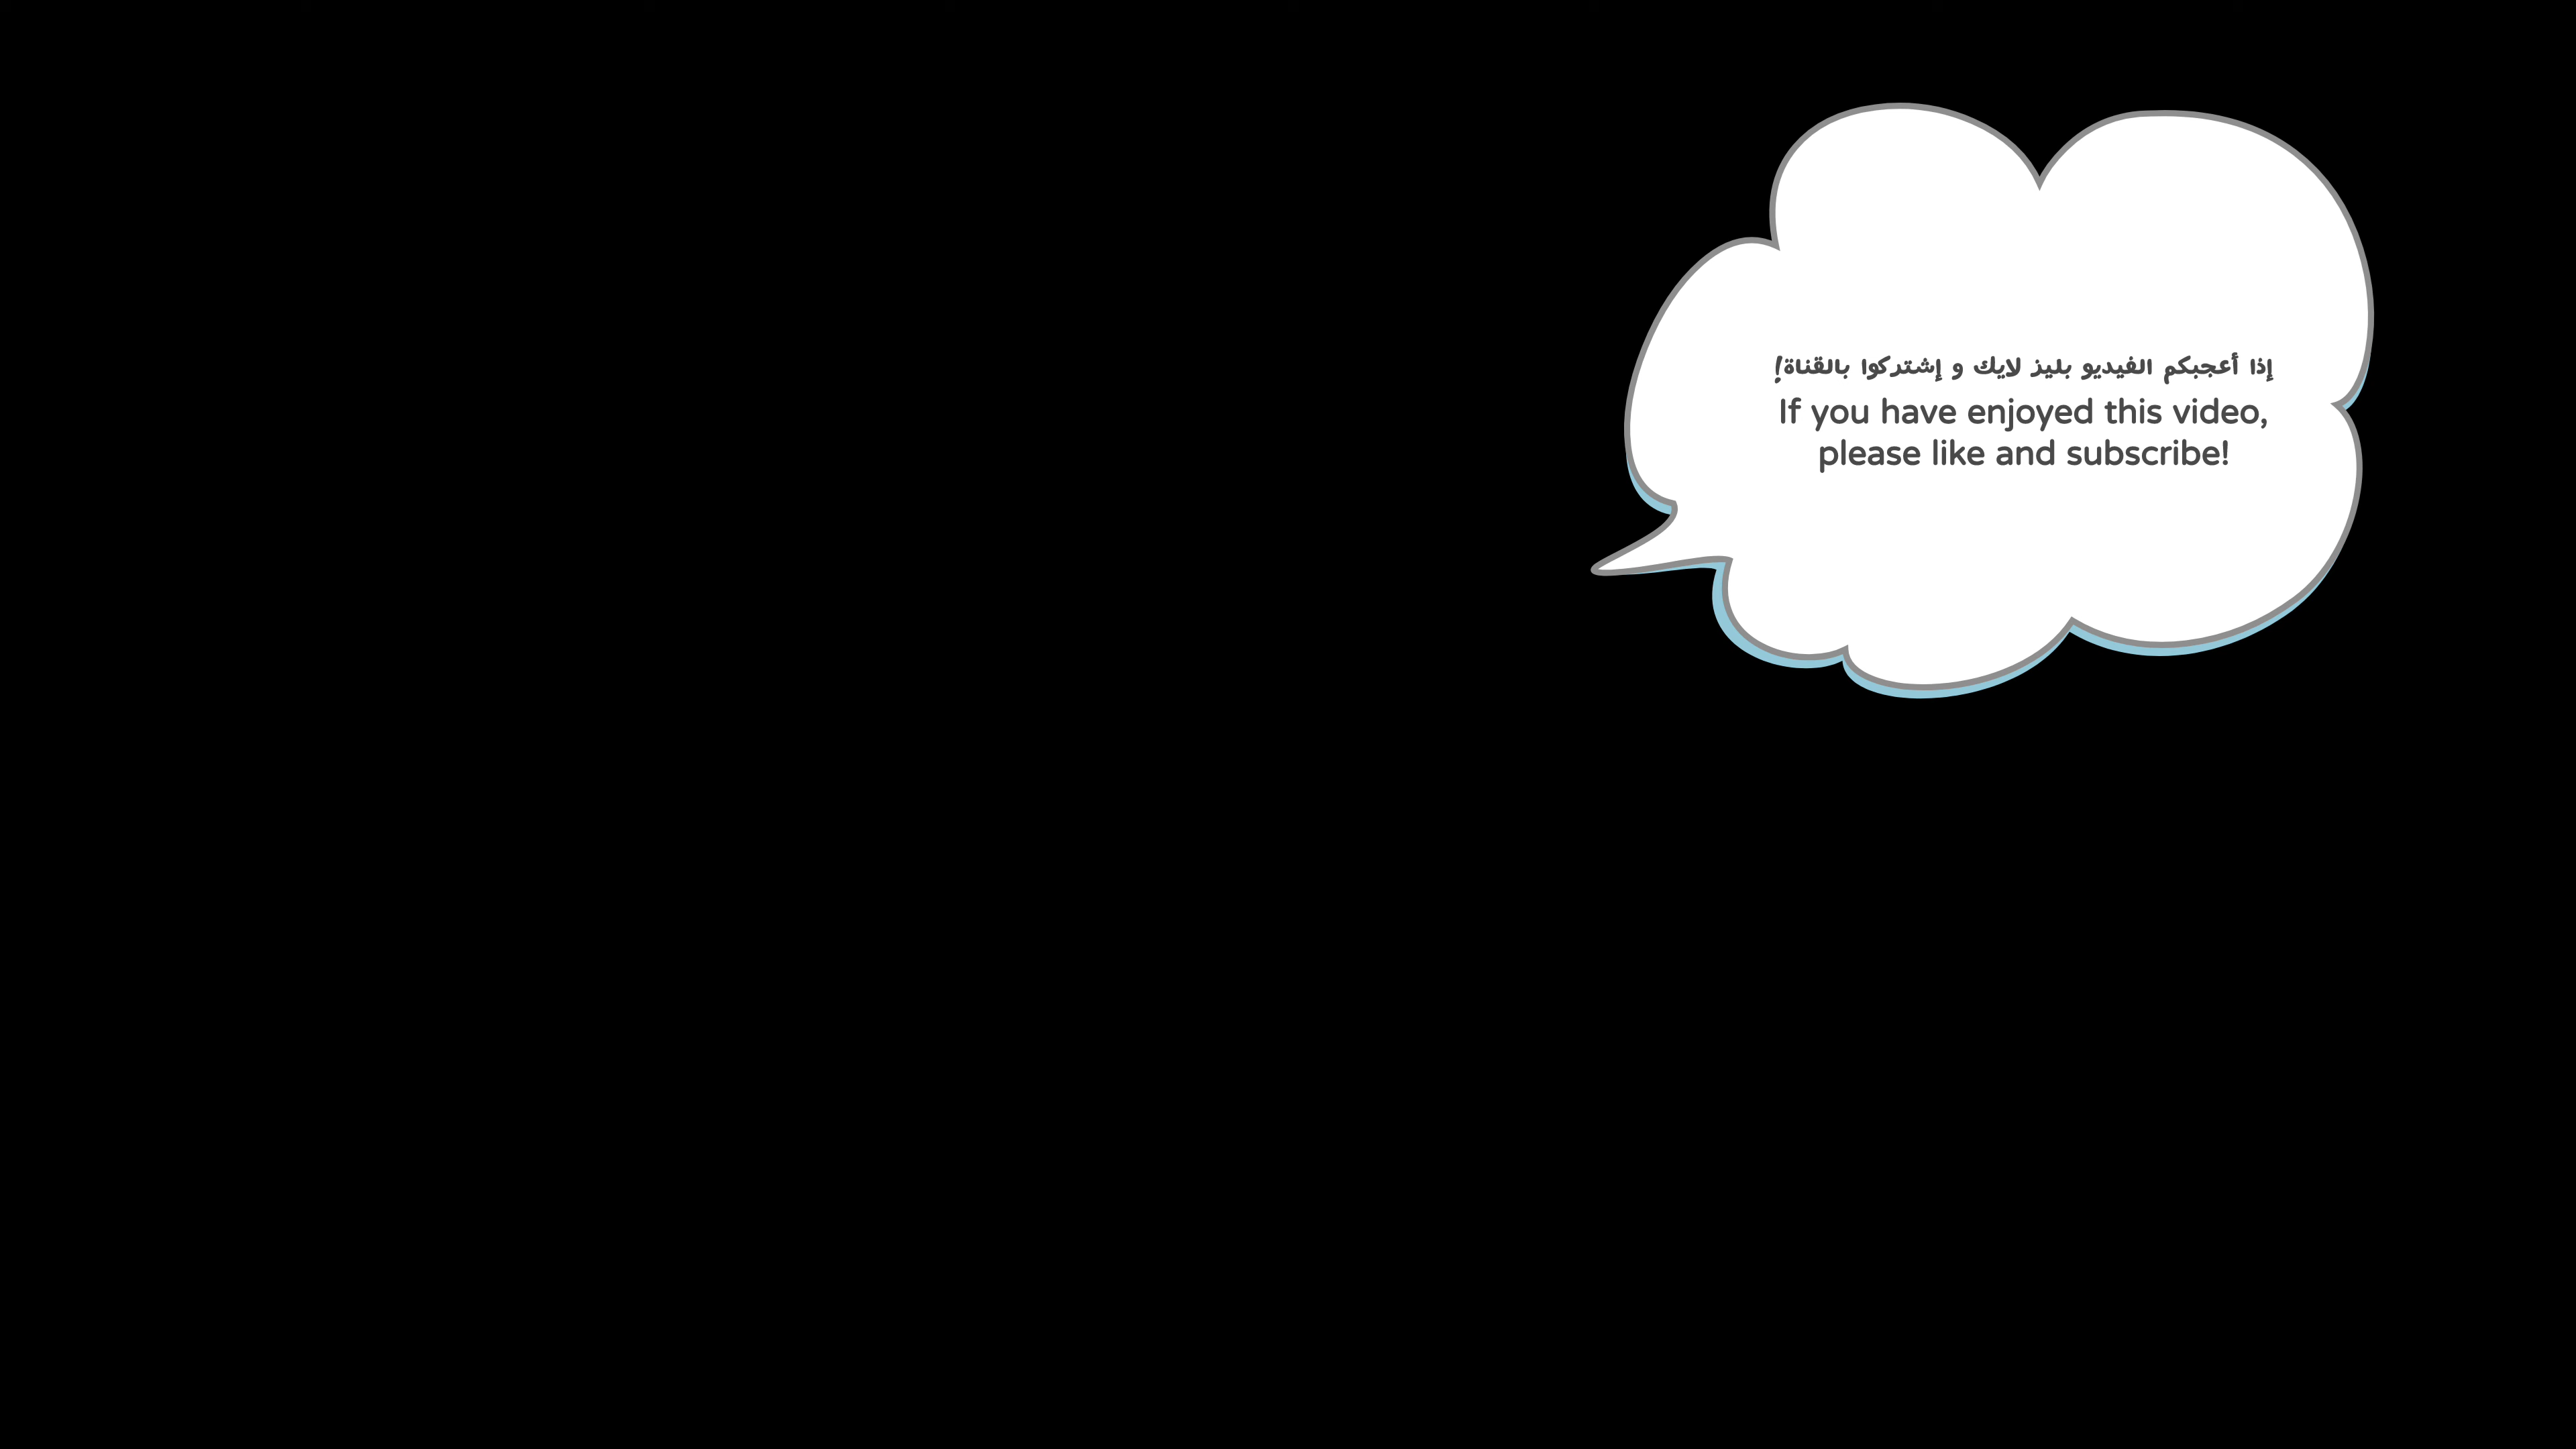 إذا أعجبكم الفيديو بليز لايك و إشتركوا بالقناة!
If you have enjoyed this video,
please like and subscribe!